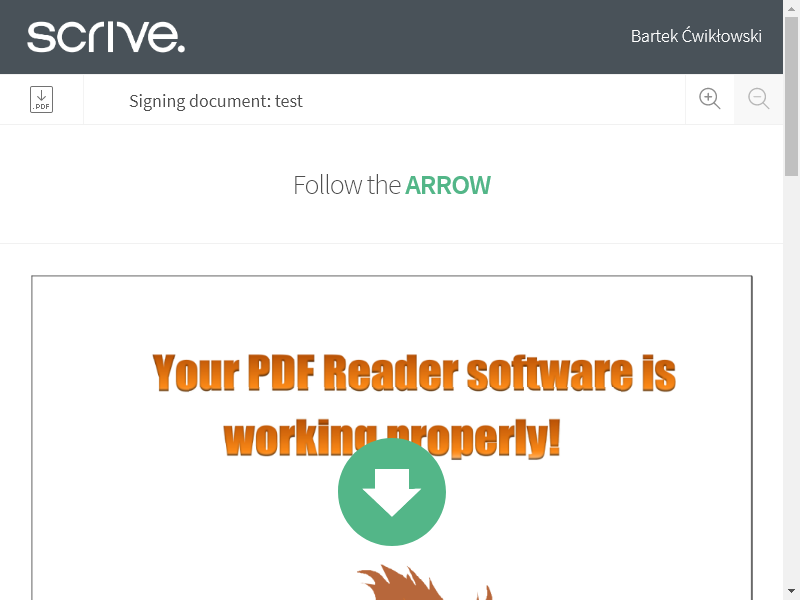 scrive.
Bartek Ćwikłowski
.PDF
Signing document: test
Follow the ARROW
Your PDF Reader software is
working properly!